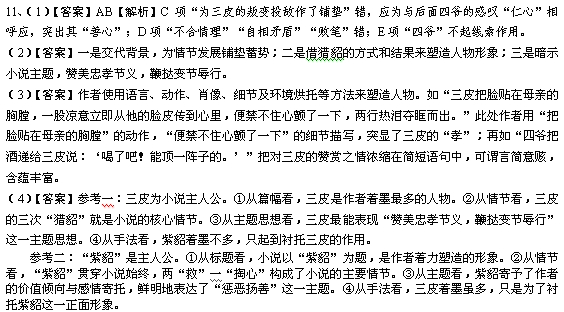 11、（1）【答案】AB【解析】C 项“为三皮的叛变投敌作了铺垫”错，应为与后面四爷的感叹“仁心”相
呼应，突出其“善心”；D项“不合情理”“自相矛盾”“败笔”错；E项“四爷”不起线索作用。
（2）【答案】一是交代背景，为情节发展铺垫蓄势；二是借猎貂的方式和结果来塑造人物形象；三是暗示
小说主题，赞美忠孝节义，鞭挞变节辱行。
（3）【答案】作者使用语言、动作、肖像、细节及环境烘托等方法来塑造人物。如“三皮把脸贴在母亲的
胸膛，一股凉意立即从他的脸皮传到心里，便禁不住心颤了一下，两行热泪夺眶而出。”此处作者用“把
脸贴在母亲的胸膛”的动作，“便禁不住心颤了一下”的细节描写，突显了三皮的“孝”；再如“四爷把
酒递给三皮说：‘喝了吧！能顶一阵子的。’”把对三皮的赞赏之情浓缩在简短语句中，可谓言简意赅，
含蕴丰富。
（4）【答案】参考一：三皮为小说主人公。①从篇幅看，三皮是作者着墨最多的人物。②从情节看，三皮
的三次“猎貂”就是小说的核心情节。③从主题思想看，三皮最能表现“赞美忠孝节义，鞭挞变节辱行”
这一主题思想。④从手法看，紫貂着墨不多，只起到衬托三皮的作用。
参考二：“紫貂”是主人公。①从标题看，小说以“紫貂”为题，是作者着力塑造的形象。②从情节
看，“紫貂”贯穿小说始终，两“救”一“掏心”构成了小说的主要情节。③从主题看，紫貂寄予了作者
的价值倾向与感情寄托，鲜明地表达了“惩恶扬善”这一主题。④从手法看，三皮着墨虽多，只是为了衬
托紫貂这一正面形象。